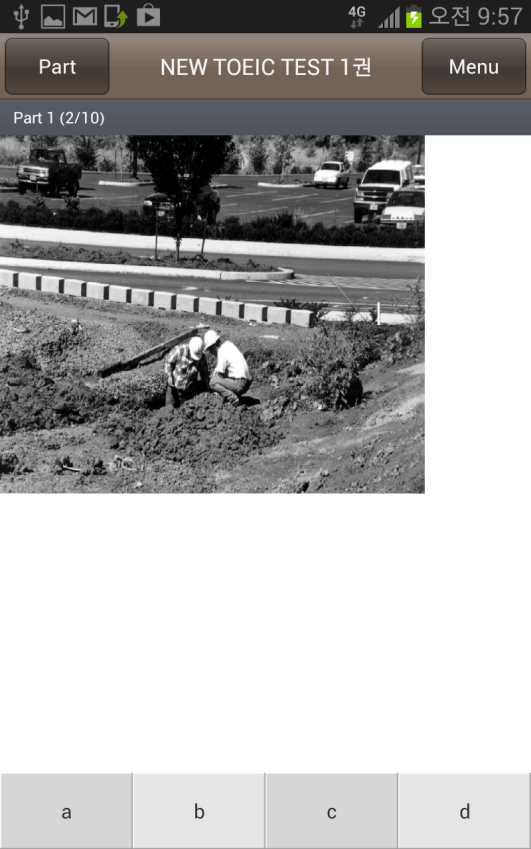 4G 오전 9:57
Part NEW TOEIC TEST 1권 Menu
Part 1 (2/10)
a b c d